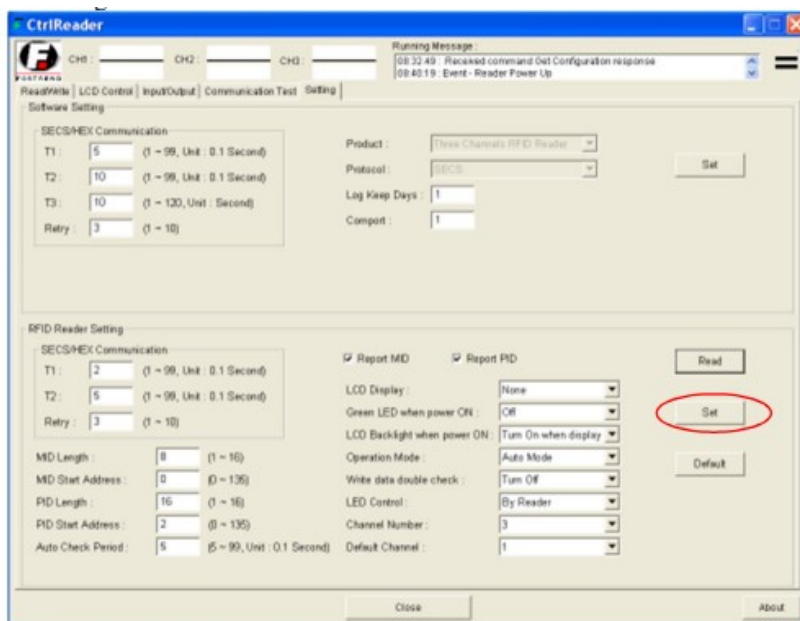 CtrlReader
CH1 : CH2 : CH3 :
Running Message :
08:32:49 : Received command Get Configuration response
08:40:19 : Event - Reader Power Up
FORTREND
Read/Write LCD Control Input/Output Communication Test Setting
Software Setting
SECS/HEX Communication
T1 : 5 (1 ~ 99, Unit : 0.1 Second)
T2 : 10 (1 ~ 99, Unit : 0.1 Second)
T3 : 10 (1 ~ 120, Unit : Second)
Retry : 3 (1 ~ 10)
Product : Three Channels RFID Reader
Protocol : SECS
Log Keep Days : 1
Comport : 1
Set
RFID Reader Setting
SECS/HEX Communication
T1 : 2 (1 ~ 99, Unit : 0.1 Second)
T2 : 5 (1 ~ 99, Unit : 0.1 Second)
Retry : 3 (1 ~ 10)
MID Length : 8 (1 ~ 16)
MID Start Address : 0 (0 ~ 135)
PID Length : 16 (1 ~ 16)
PID Start Address : 2 (0 ~ 135)
Auto Check Period : 5 (5 ~ 99, Unit : 0.1 Second)
Report MID Report PID
LCD Display : None
Green LED when power ON : Off
LCD Backlight when power ON : Turn On when display
Operation Mode : Auto Mode
Write data double check : Turn Off
LED Control : By Reader
Channel Number : 3
Default Channel : 1
Read
Set
Default
Close
About